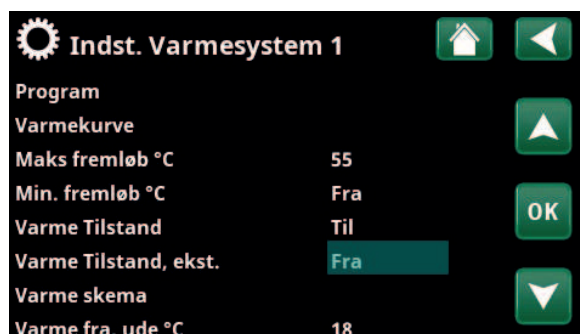 Indst. Varmesystem 1
Program
Varmekurve
Maks fremløb °C 55
Min. fremløb °C Fra
Varme Tilstand Til
OK
Varme Tilstand, ekst. Fra
Varme skema
Varme fra, ude °C 18